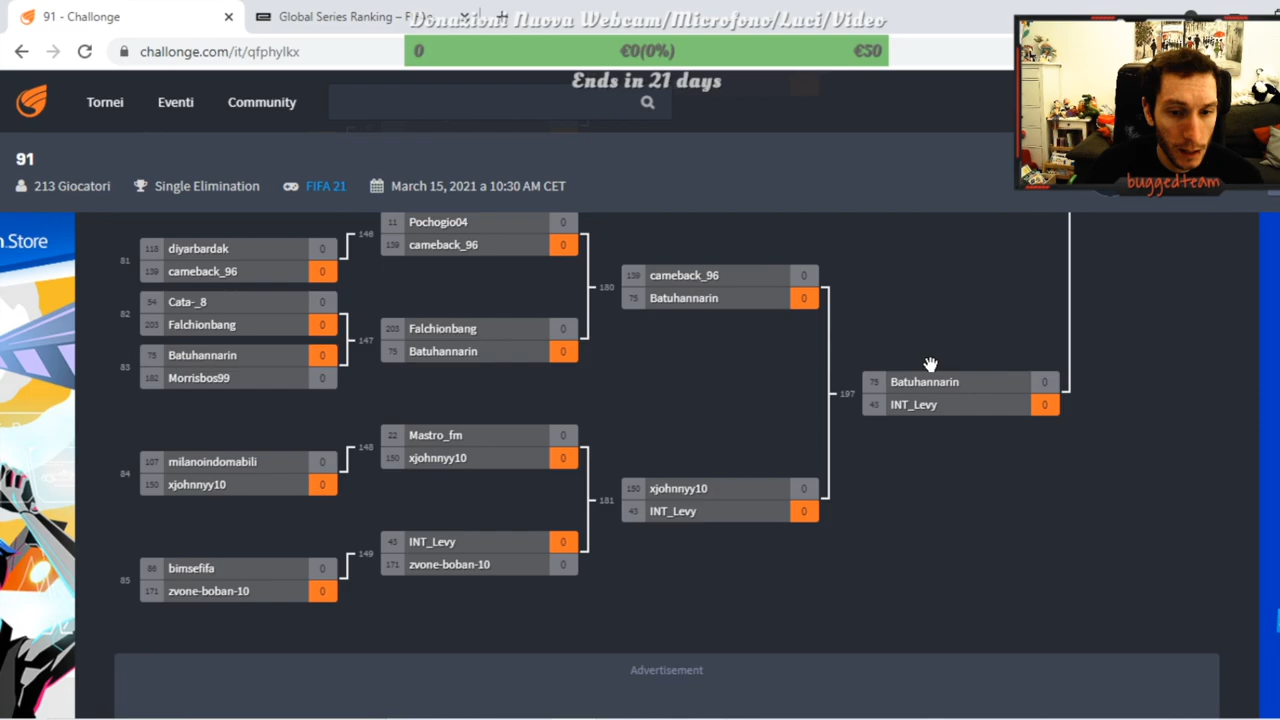 91 - Challonge
Global Series Ranking – F
Donazioni Nuova Webcam/Microfono/Luci/Video
challonge.com/it/qfphylkx
0 €0(0%) €50
Ends in 21 days
Tornei Eventi Community
91
buggedteam
213 Giocatori Single Elimination FIFA 21 March 15, 2021 a 10:30 AM CET
.Store
11 Pochogio04 0
139 cameback_96 0
146
81
118 diyarbardak 0
139 cameback_96 0
82
54 Cata-_8 0
203 Falchionbang 0
147
203 Falchionbang 0
75 Batuhannarin 0
83
75 Batuhannarin 0
182 Morrisbos99 0
180
139 cameback_96 0
75 Batuhannarin 0
197
75 Batuhannarin 0
43 INT_Levy 0
148
22 Mastro_fm 0
150 xjohnyy10 0
84
107 milanoindomabili 0
150 xjohnyy10 0
181
150 xjohnyy10 0
43 INT_Levy 0
149
43 INT_Levy 0
171 zvone-boban-10 0
85
86 bimsefifa 0
171 zvone-boban-10 0
Advertisement